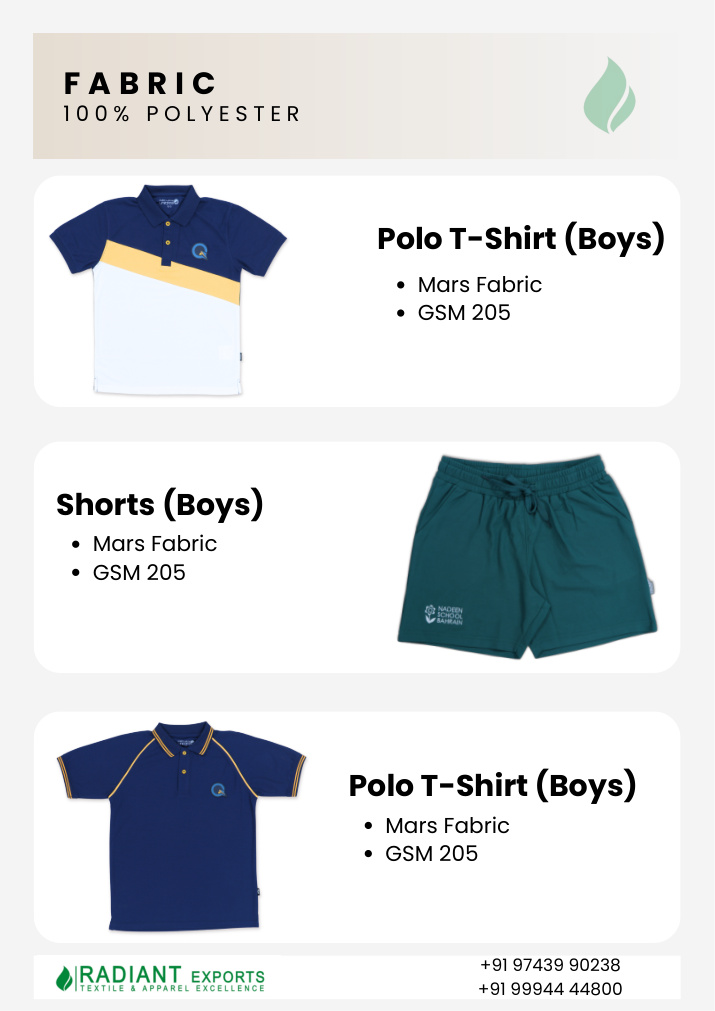 FABRIC
100% POLYESTER
Polo T-Shirt (Boys)
• Mars Fabric
• GSM 205
Shorts (Boys)
• Mars Fabric
• GSM 205
NADEEN
SCHOOL
BAHRAIN
Polo T-Shirt (Boys)
• Mars Fabric
• GSM 205
RADIANT EXPORTS
TEXTILE & APPAREL EXCELLENCE
+91 97439 90238
+91 99944 44800